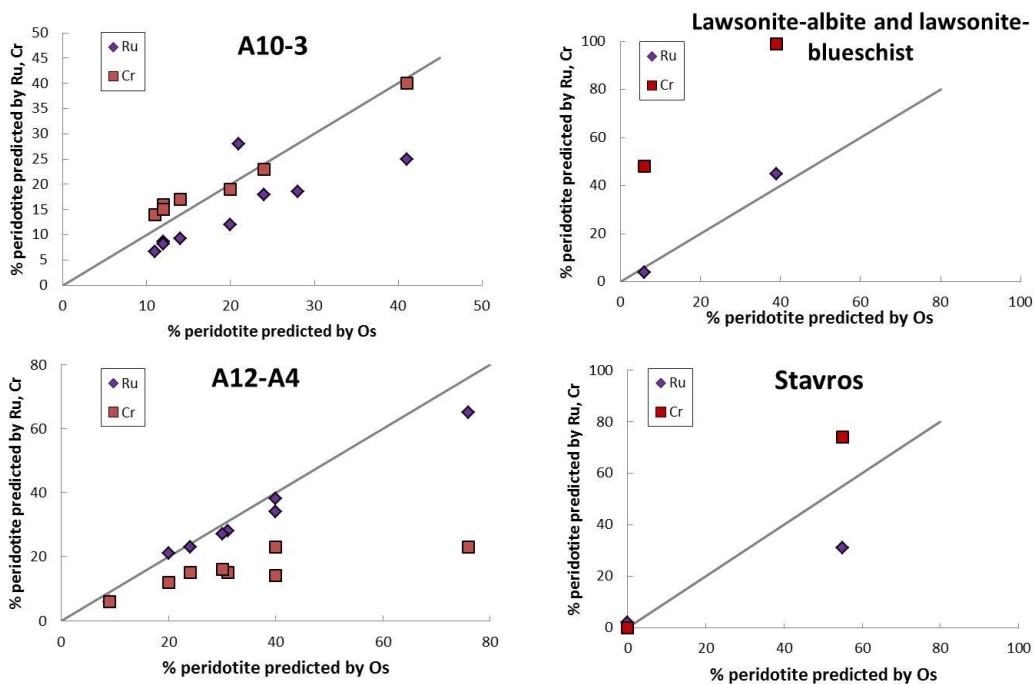 A10-3
Ru
Cr
% peridotite predicted by Ru, Cr
50
45
40
35
30
25
20
15
10
5
0
0 10 20 30 40 50
% peridotite predicted by Os
Lawsonite-albite and lawsonite-
blueschist
Ru
Cr
% peridotite predicted by Ru, Cr
100
80
60
40
20
0
0 20 40 60 80 100
% peridotite predicted by Os
A12-A4
Ru
Cr
% peridotite predicted by Ru, Cr
80
60
40
20
0
0 20 40 60 80
% peridotite predicted by Os
Stavros
Ru
Cr
% peridotite predicted by Ru, Cr
100
80
60
40
20
0
0 20 40 60 80 100
% peridotite predicted by Os